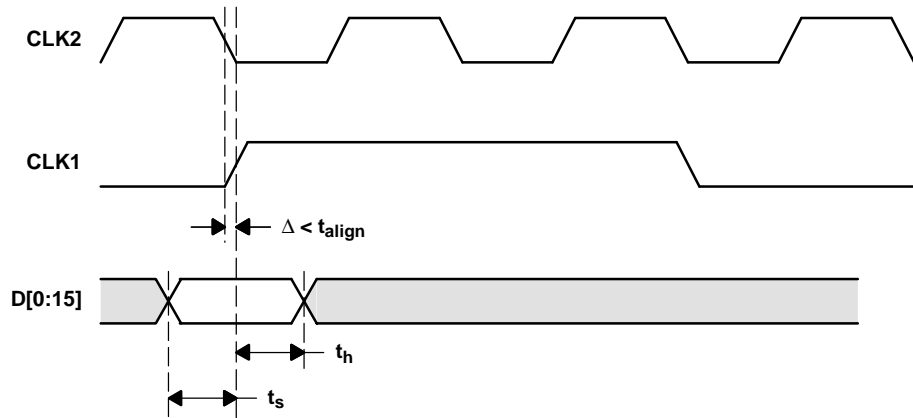 CLK2
CLK1
Δ < talign
D[0:15]
th
ts